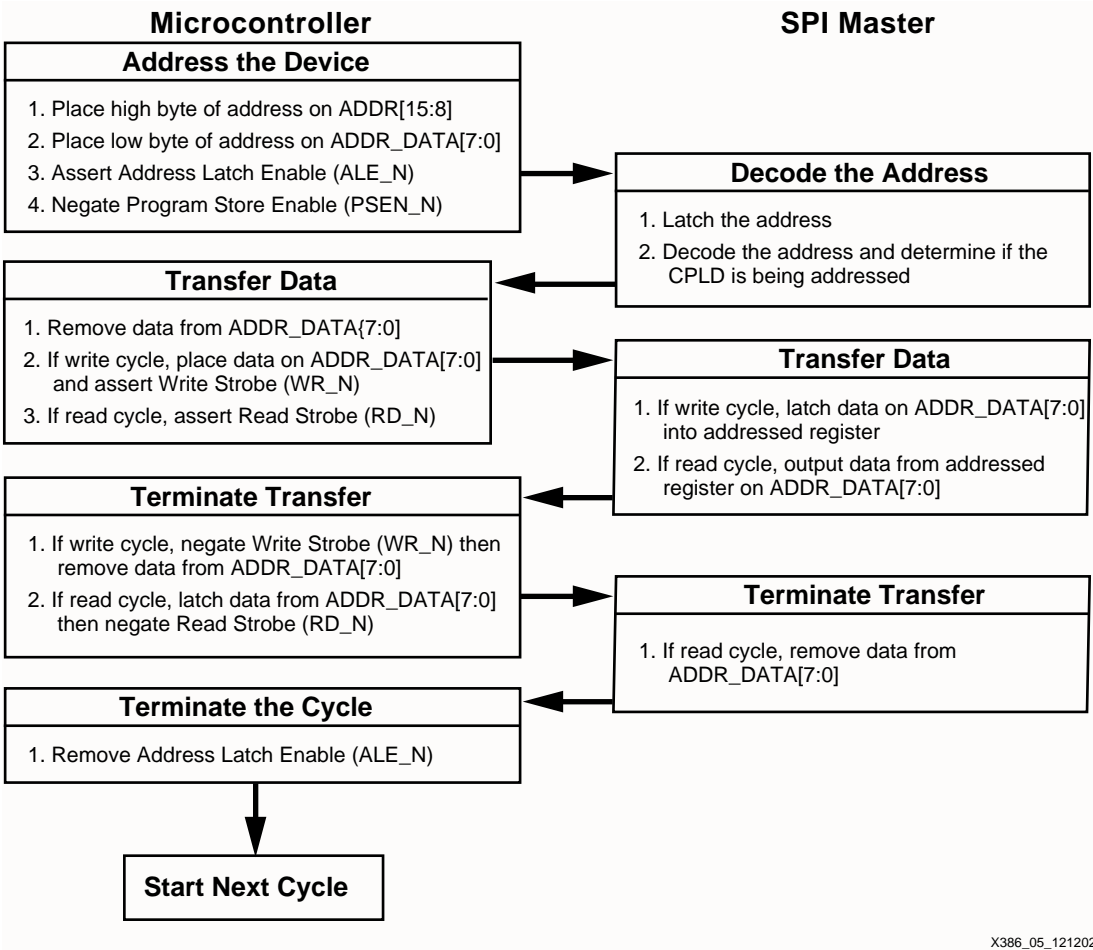 Microcontroller
SPI Master
Address the Device
1. Place high byte of address on ADDR[15:8]
2. Place low byte of address on ADDR_DATA[7:0]
3. Assert Address Latch Enable (ALE_N)
4. Negate Program Store Enable (PSEN_N)
Decode the Address
1. Latch the address
2. Decode the address and determine if the
CPLD is being addressed
Transfer Data
1. Remove data from ADDR_DATA{7:0]
2. If write cycle, place data on ADDR_DATA[7:0]
and assert Write Strobe (WR_N)
3. If read cycle, assert Read Strobe (RD_N)
Transfer Data
1. If write cycle, latch data on ADDR_DATA[7:0]
into addressed register
2. If read cycle, output data from addressed
register on ADDR_DATA[7:0]
Terminate Transfer
1. If write cycle, negate Write Strobe (WR_N) then
remove data from ADDR_DATA[7:0]
2. If read cycle, latch data from ADDR_DATA[7:0]
then negate Read Strobe (RD_N)
Terminate Transfer
1. If read cycle, remove data from
ADDR_DATA[7:0]
Terminate the Cycle
1. Remove Address Latch Enable (ALE_N)
Start Next Cycle
X386_05_121202